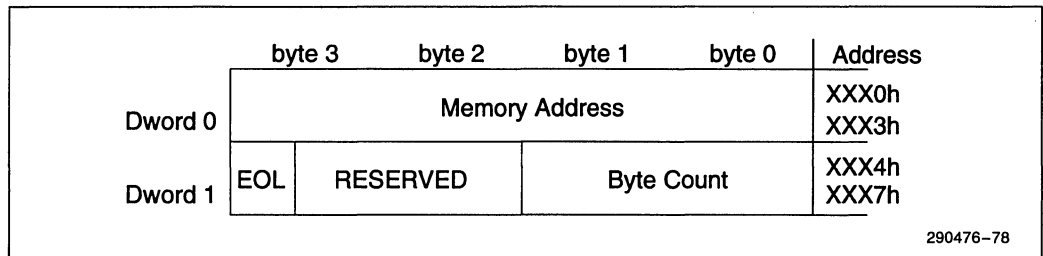 byte 3 byte 2 byte 1 byte 0 Address
Dword 0 Memory Address XXX0h
XXX3h
Dword 1 EOL RESERVED Byte Count XXX4h
XXX7h
290476–78